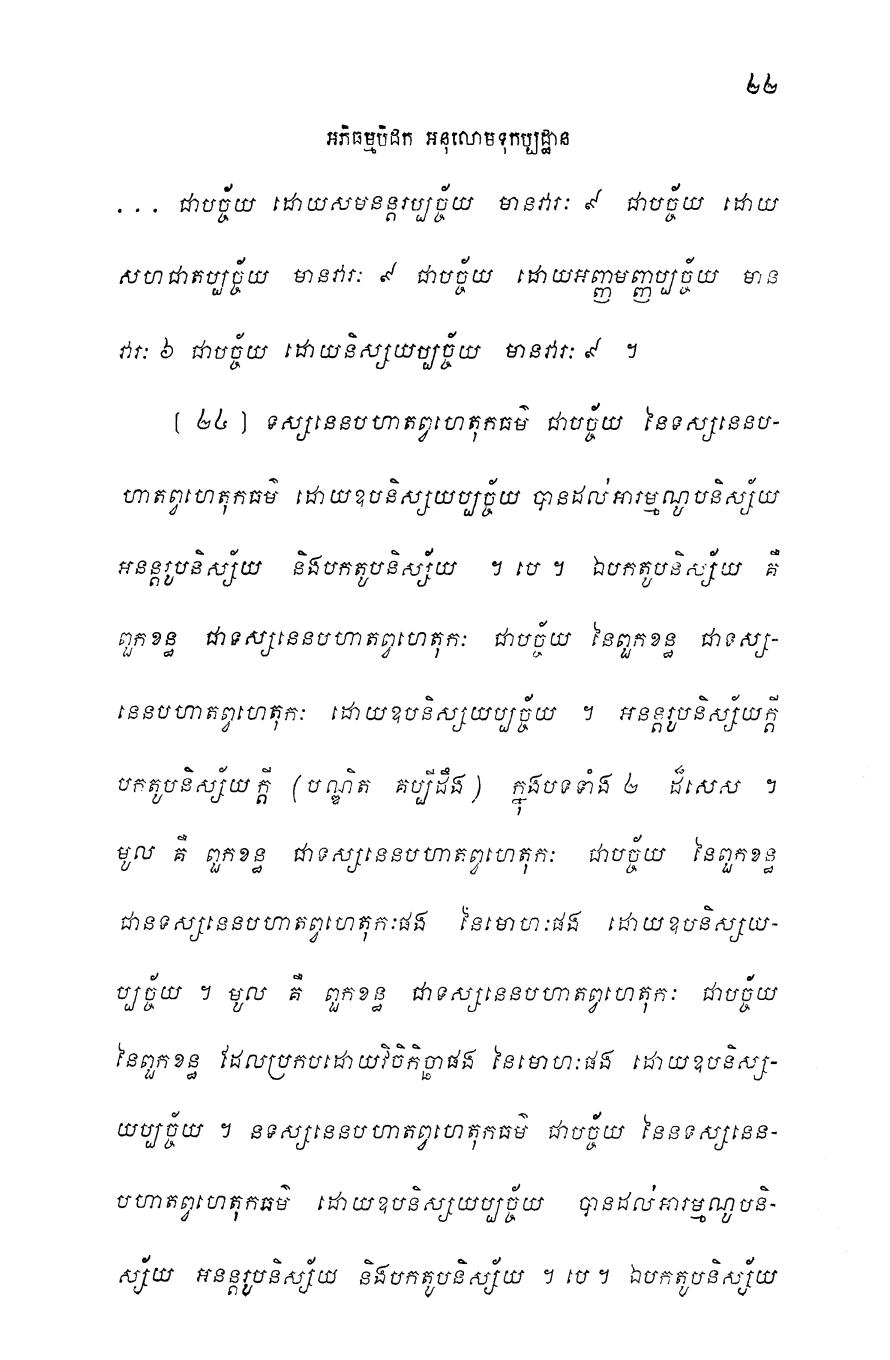 ២២
អភិធម្មបិដក អនុលោមទុកប្បដ្ឋាន
... ជាបច្ច័យ ដោយសមនន្តរប្បច្ច័យ មានវារៈ ៩ ជាបច្ច័យ ដោយ
សហជាតប្បច្ច័យ មានវារៈ ៩ ជាបច្ច័យ ដោយអញ្ញមញ្ញប្បច្ច័យ មាន
វារៈ ៦ ជាបច្ច័យ ដោយនិស្សយប្បច្ច័យ មានវារៈ ៩ ។
[ ២៤ ] ទស្សនេនបហាតព្វហេតុកធម៌ ជាបច្ច័យ នៃទស្សនេនប-
ហាតព្វហេតុកធម៌ ដោយឧបនិស្សយប្បច្ច័យ បានដល់អារម្មណូបនិស្ស័យ
អនន្តរូបនិស្ស័យ និងបកតូបនិស្ស័យ ។ បេ ។ ឯបកតូបនិស្ស័យ គឺ
ពួកខន្ធ ជាទស្សនេនបហាតព្វហេតុកៈ ជាបច្ច័យ នៃពួកខន្ធ ជាទស្ស-
នេនបហាតព្វហេតុកៈ ដោយឧបនិស្សយប្បច្ច័យ ។ អនន្តរូបនិស្ស័យក្តី
បកតូបនិស្ស័យក្តី (បណ្ឌិត គប្បីដឹង) ក្នុងបទទាំង ២ ដ៏សេស ។
មូល គឺ ពួកខន្ធ ជាទស្សនេនបហាតព្វហេតុកៈ ជាបច្ច័យ នៃពួកខន្ធ
ជានទស្សនេនបហាតព្វហេតុកៈផង នៃមោហៈផង ដោយឧបនិស្សយ-
ប្បច្ច័យ ។ មូល គឺ ពួកខន្ធ ជាទស្សនេនបហាតព្វហេតុកៈ ជាបច្ច័យ
នៃពួកខន្ធ ដែលប្រកបដោយវិចិកិច្ឆាផង នៃមោហៈផង ដោយឧបនិស្ស-
យប្បច្ច័យ ។ នទស្សនេនបហាតព្វហេតុកធម៌ ជាបច្ច័យ នៃនទស្សនេន-
បហាតព្វហេតុកធម៌ ដោយឧបនិស្សយប្បច្ច័យ បានដល់អារម្មណូបនិ-
ស្ស័យ អនន្តរូបនិស្ស័យ និងបកតូបនិស្ស័យ ។ បេ ។ ឯបកតូបនិស្ស័យ